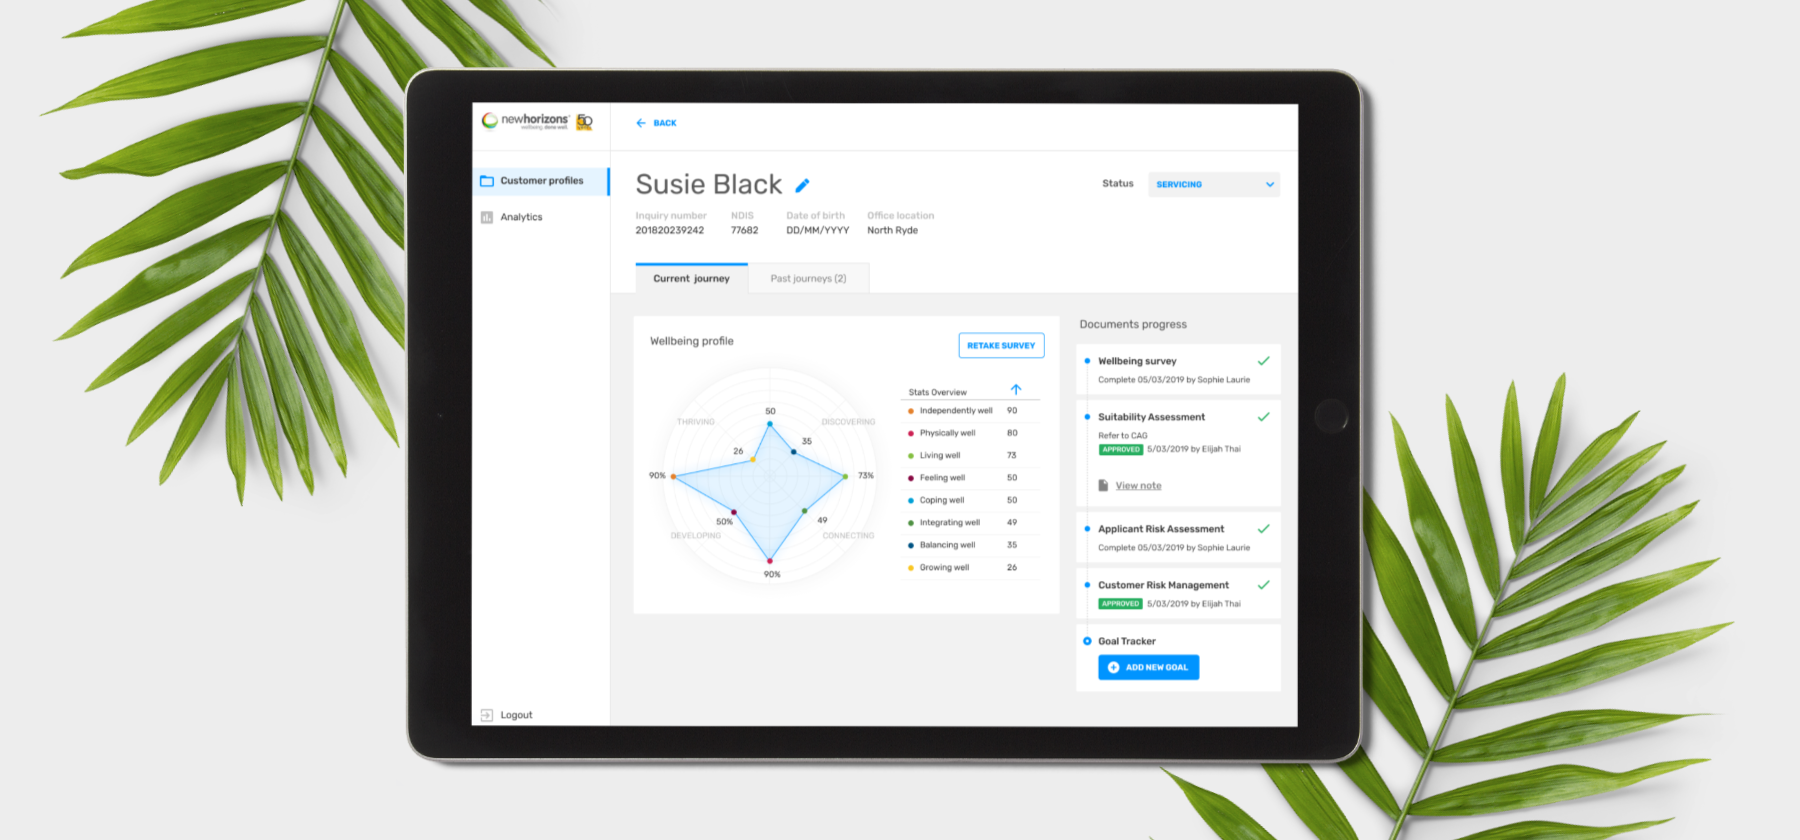 newhorizons
wellbeing done well.
50
BACK
Customer profiles
Analytics
Logout
Susie Black
Status
SERVICING
Inquiry number
NDIS
Date of birth
Office location
201820239242
77682
DD/MM/YYYY
North Ryde
Current journey
Past journeys (2)
Wellbeing profile
RETAKE SURVEY
THRIVING
DISCOVERING
DEVELOPING
CONNECTING
50
35
73%
49
90%
50%
90%
26
Stats Overview
Independently well 90
Physically well 80
Living well 73
Feeling well 50
Coping well 50
Integrating well 49
Balancing well 35
Growing well 26
Documents progress
Wellbeing survey
Complete 05/03/2019 by Sophie Laurie
Suitability Assessment
Refer to CAG
APPROVED 5/03/2019 by Elijah Thai
View note
Applicant Risk Assessment
Complete 05/03/2019 by Sophie Laurie
Customer Risk Management
APPROVED 5/03/2019 by Elijah Thai
Goal Tracker
ADD NEW GOAL